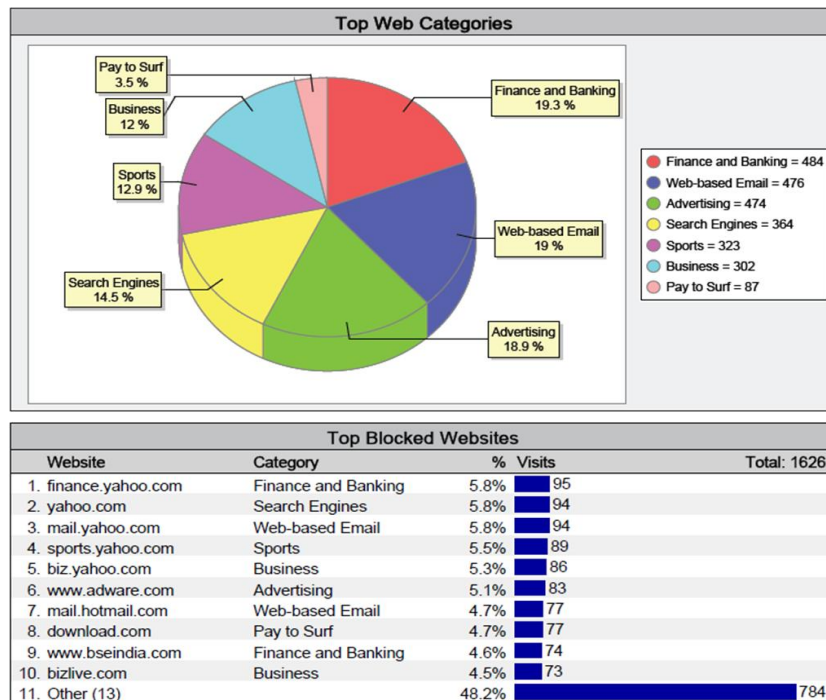 Top Web Categories
Pay to Surf
3.5 %
Business
12 %
Sports
12.9 %
Search Engines
14.5 %
Finance and Banking
19.3 %
Web-based Email
19 %
Advertising
18.9 %
Finance and Banking = 484
Web-based Email = 476
Advertising = 474
Search Engines = 364
Sports = 323
Business = 302
Pay to Surf = 87
Top Blocked Websites
Website Category % Visits Total: 1626
1. finance.yahoo.com Finance and Banking 5.8% 95
2. yahoo.com Search Engines 5.8% 94
3. mail.yahoo.com Web-based Email 5.8% 94
4. sports.yahoo.com Sports 5.5% 89
5. biz.yahoo.com Business 5.3% 86
6. www.adware.com Advertising 5.1% 83
7. mail.hotmail.com Web-based Email 4.7% 77
8. download.com Pay to Surf 4.7% 77
9. www.bseindia.com Finance and Banking 4.6% 74
10. bizlive.com Business 4.5% 73
11. Other (13) 48.2% 784